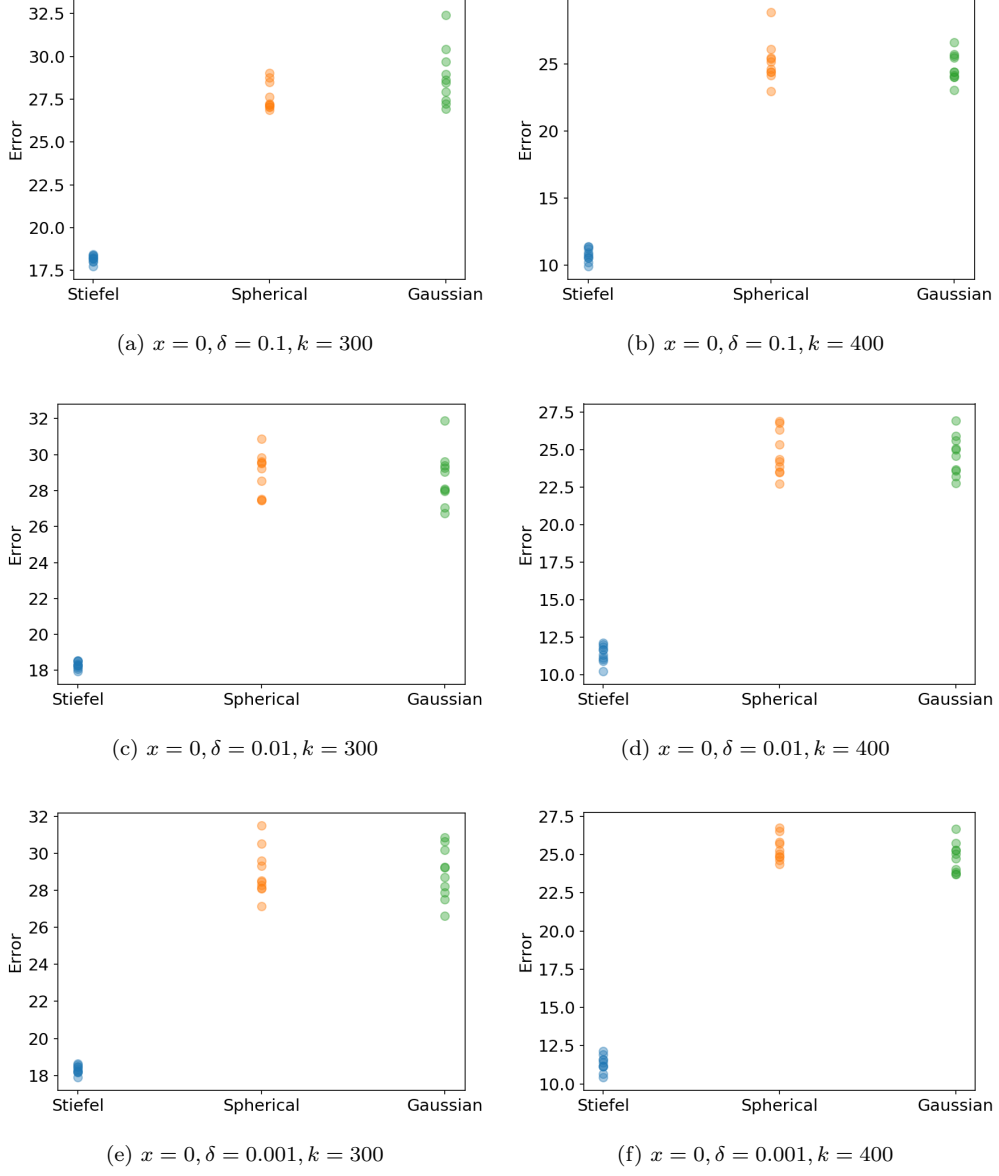 32.5
30.0
27.5
25.0
22.5
20.0
17.5
Error
Stiefel Spherical Gaussian
(a) x = 0, δ = 0.1, k = 300
25
20
15
10
Error
Stiefel Spherical Gaussian
(b) x = 0, δ = 0.1, k = 400
32
30
28
26
24
22
20
18
Error
Stiefel Spherical Gaussian
(c) x = 0, δ = 0.01, k = 300
27.5
25.0
22.5
20.0
17.5
15.0
12.5
10.0
Error
Stiefel Spherical Gaussian
(d) x = 0, δ = 0.01, k = 400
32
30
28
26
24
22
20
18
Error
Stiefel Spherical Gaussian
(e) x = 0, δ = 0.001, k = 300
27.5
25.0
22.5
20.0
17.5
15.0
12.5
10.0
Error
Stiefel Spherical Gaussian
(f) x = 0, δ = 0.001, k = 400